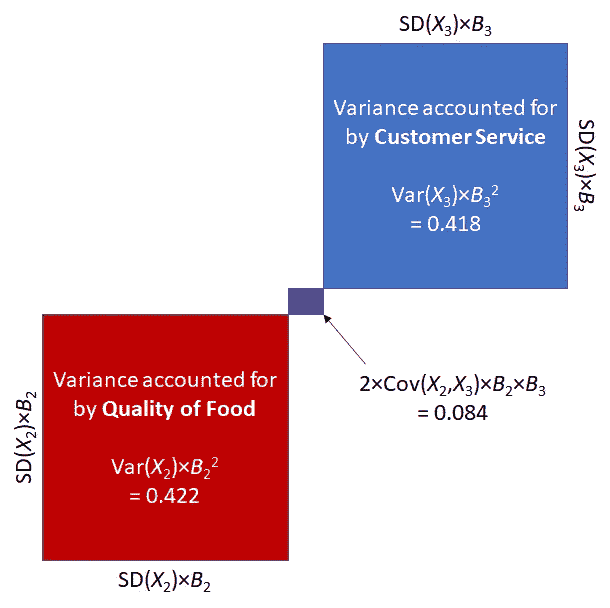 SD(X₃)×B₃
Variance accounted for
by Customer Service
Var(X₃)×B₃²
= 0.418
SD(X₃)×B₃
Variance accounted for
by Quality of Food
Var(X₂)×B₂²
= 0.422
SD(X₂)×B₂
SD(X₂)×B₂
2×Cov(X₂,X₃)×B₂×B₃
= 0.084